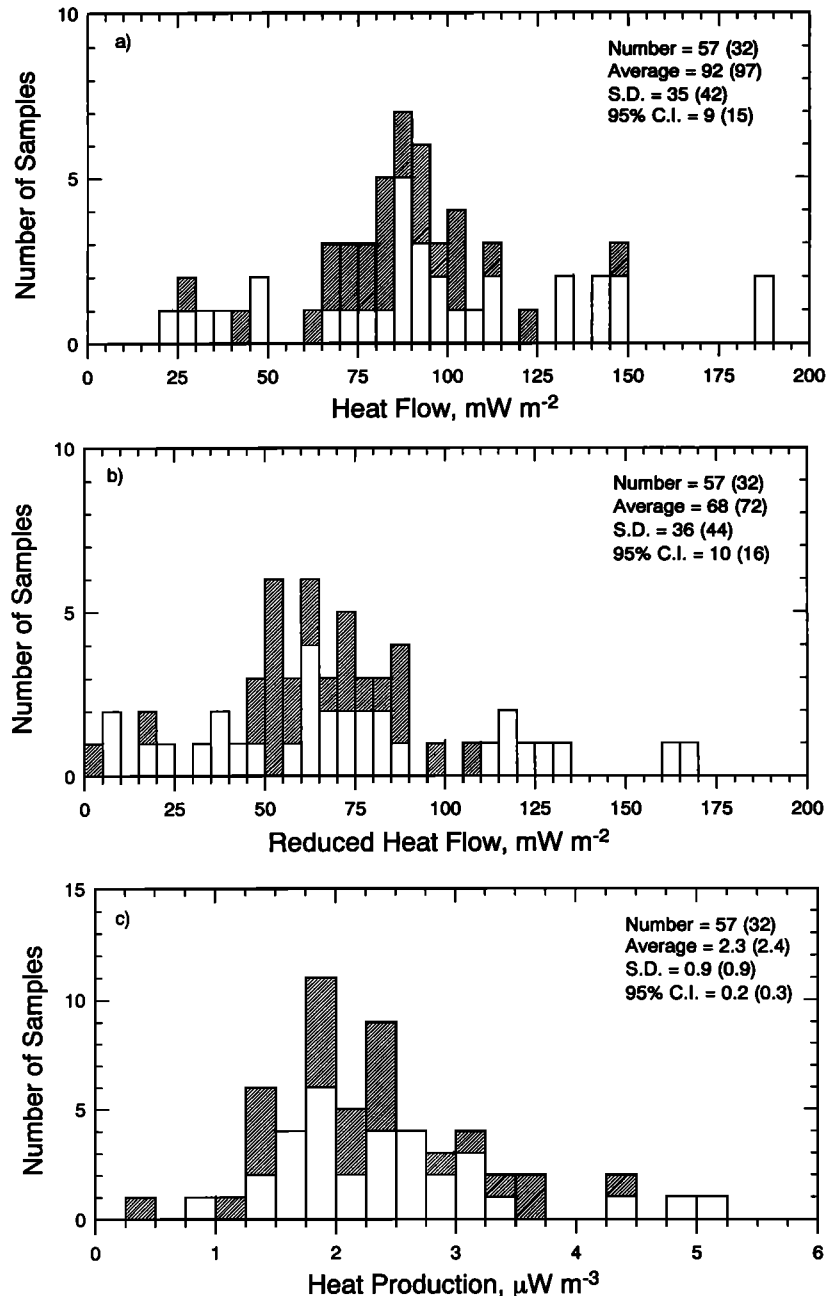 a)
Number = 57 (32)
Average = 92 (97)
S.D. = 35 (42)
95% C.I. = 9 (15)
10
5
0
Number of Samples
0 25 50 75 100 125 150 175 200
Heat Flow, mW m-2
b)
Number = 57 (32)
Average = 68 (72)
S.D. = 36 (44)
95% C.I. = 10 (16)
10
5
0
Number of Samples
0 25 50 75 100 125 150 175 200
Reduced Heat Flow, mW m-2
c)
Number = 57 (32)
Average = 2.3 (2.4)
S.D. = 0.9 (0.9)
95% C.I. = 0.2 (0.3)
15
10
5
0
Number of Samples
0 1 2 3 4 5 6
Heat Production, μW m-3